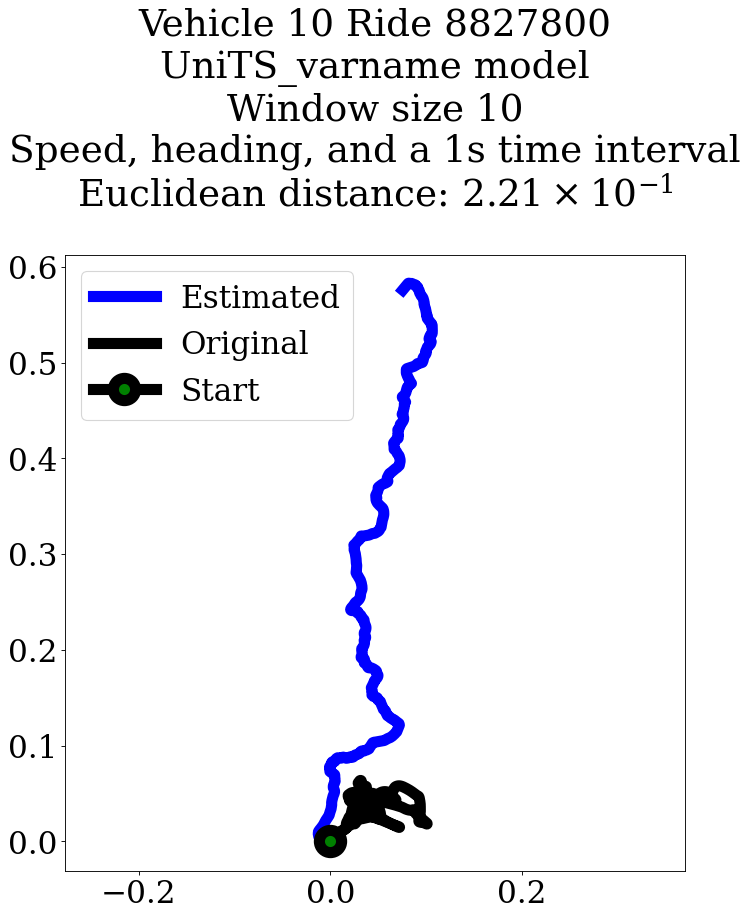 Vehicle 10 Ride 8827800
UniTS_varname model
Window size 10
Speed, heading, and a 1s time interval
Euclidean distance: 2.21 × 10⁻¹
Estimated
Original
Start
0.6
0.5
0.4
0.3
0.2
0.1
0.0
−0.2
0.0
0.2